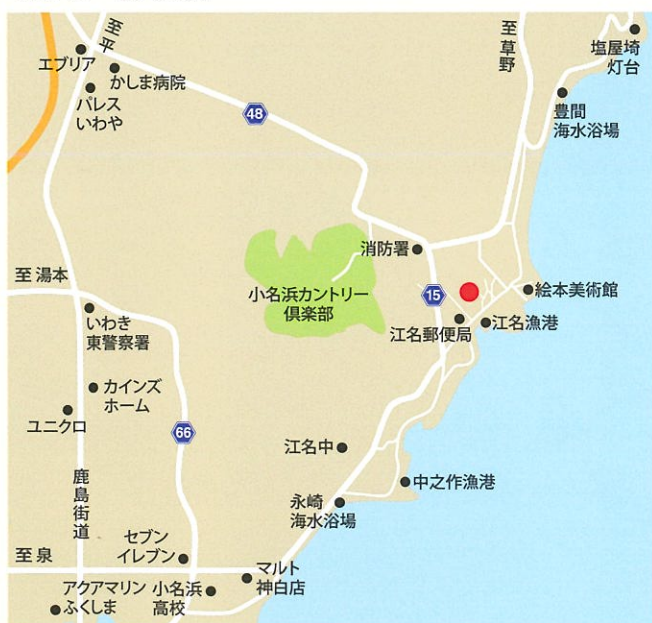 至平
至草野
塩屋埼
灯台
エブリア
かしま病院
パレス
いわや
豊間
海水浴場
48
消防署
至湯本
小名浜カントリー
倶楽部
15
絵本美術館
いわき
東警察署
江名郵便局
江名漁港
カインズ
ホーム
ユニクロ
66
江名中
鹿島街道
中之作漁港
永崎
海水浴場
セブン
イレブン
至泉
マルト
神白店
アクアマリン
ふくしま
小名浜
高校